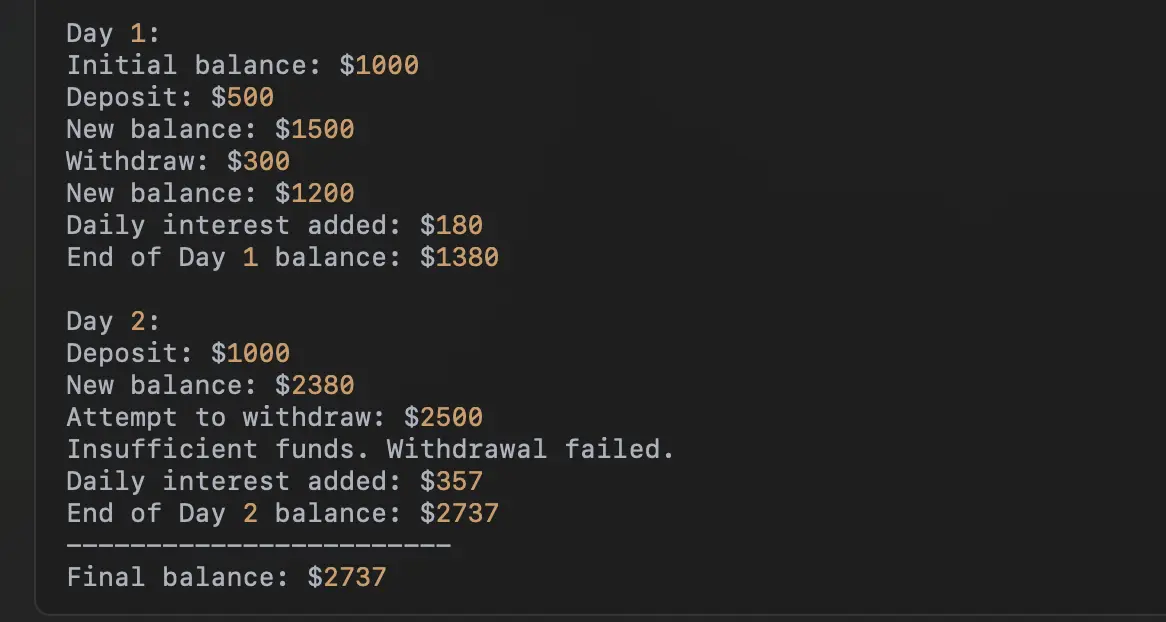 Day 1:
Initial balance: $1000
Deposit: $500
New balance: $1500
Withdraw: $300
New balance: $1200
Daily interest added: $180
End of Day 1 balance: $1380

Day 2:
Deposit: $1000
New balance: $2380
Attempt to withdraw: $2500
Insufficient funds. Withdrawal failed.
Daily interest added: $357
End of Day 2 balance: $2737
------------------------
Final balance: $2737